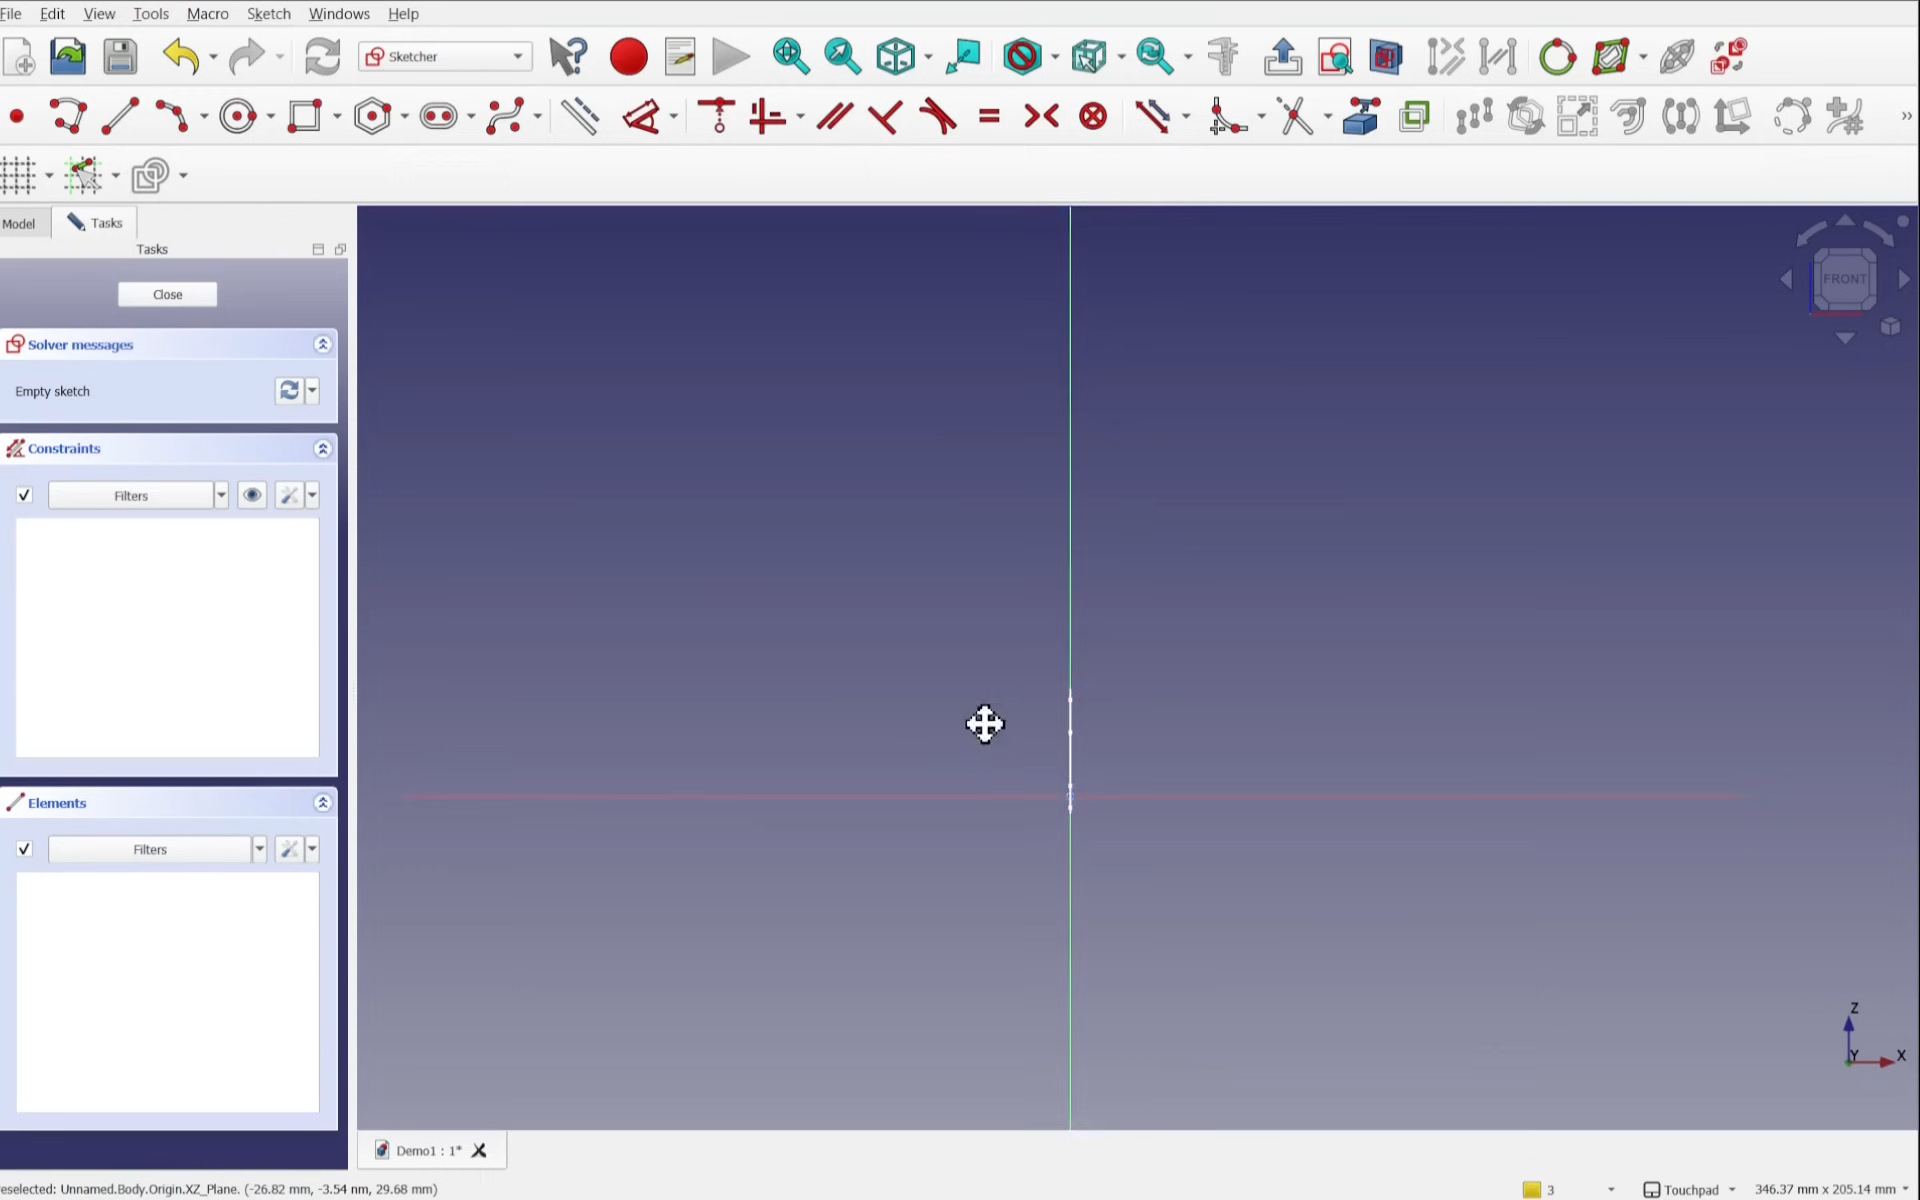 File Edit View Tools Macro Sketch Windows Help
Sketcher
Model Tasks
Tasks
Close
Solver messages
Empty sketch
Constraints
Filters
Elements
Filters
FRONT
Z
Y X
Demo1 : 1*
eselected: Unnamed.Body.Origin.XZ_Plane. (-26.82 mm, -3.54 nm, 29.68 mm) 3 Touchpad 346.37 mm x 205.14 mm